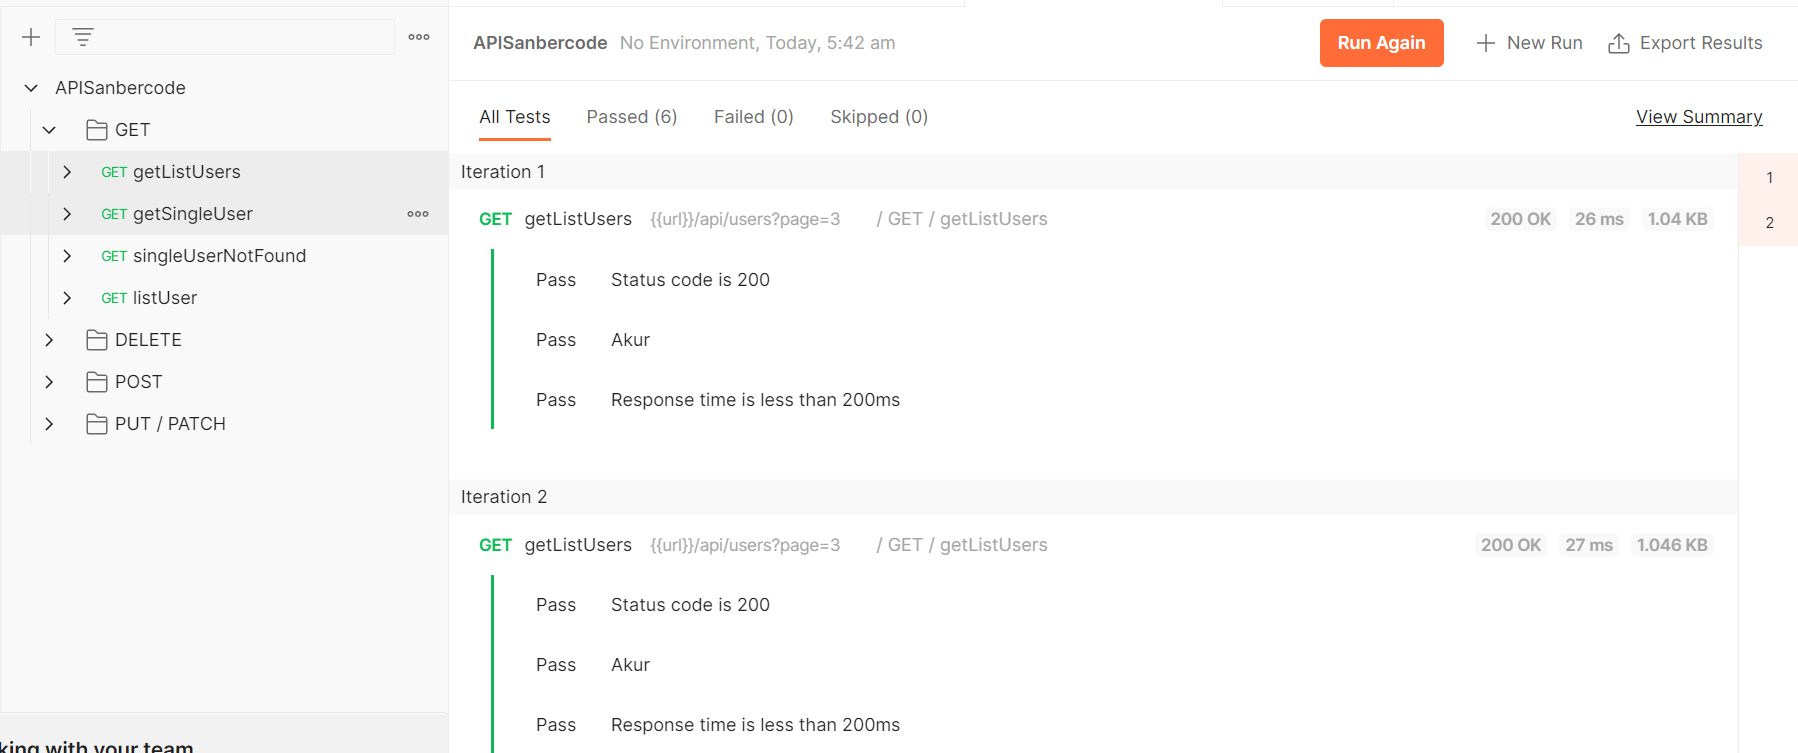 APISanbercode
GET
GET getListUsers
GET getSingleUser
GET singleUserNotFound
GET listUser
DELETE
POST
PUT / PATCH
king with your team
APISanbercode No Environment, Today, 5:42 am
Run Again
New Run
Export Results
All Tests Passed (6) Failed (0) Skipped (0)
View Summary
Iteration 1
GET getListUsers {{url}}/api/users?page=3 / GET / getListUsers 200 OK 26 ms 1.04 KB
Pass Status code is 200
Pass Akur
Pass Response time is less than 200ms
Iteration 2
GET getListUsers {{url}}/api/users?page=3 / GET / getListUsers 200 OK 27 ms 1.046 KB
Pass Status code is 200
Pass Akur
Pass Response time is less than 200ms
1
2